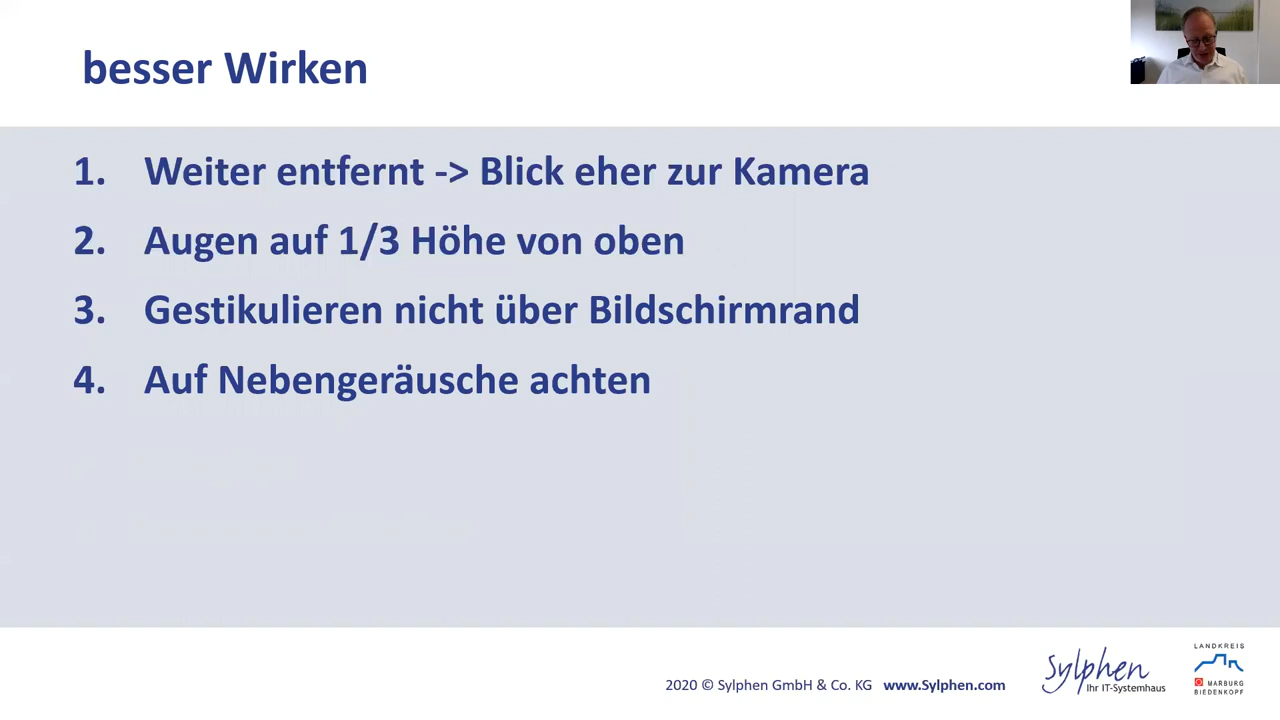 besser Wirken
1. Weiter entfernt -> Blick eher zur Kamera
2. Augen auf 1/3 Höhe von oben
3. Gestikulieren nicht über Bildschirmrand
4. Auf Nebengeräusche achten
2020 © Sylphen GmbH & Co. KG www.Sylphen.com
Sylphen
Ihr IT-Systemhaus
LANDKREIS
MARBURG
BIEDENKOPF